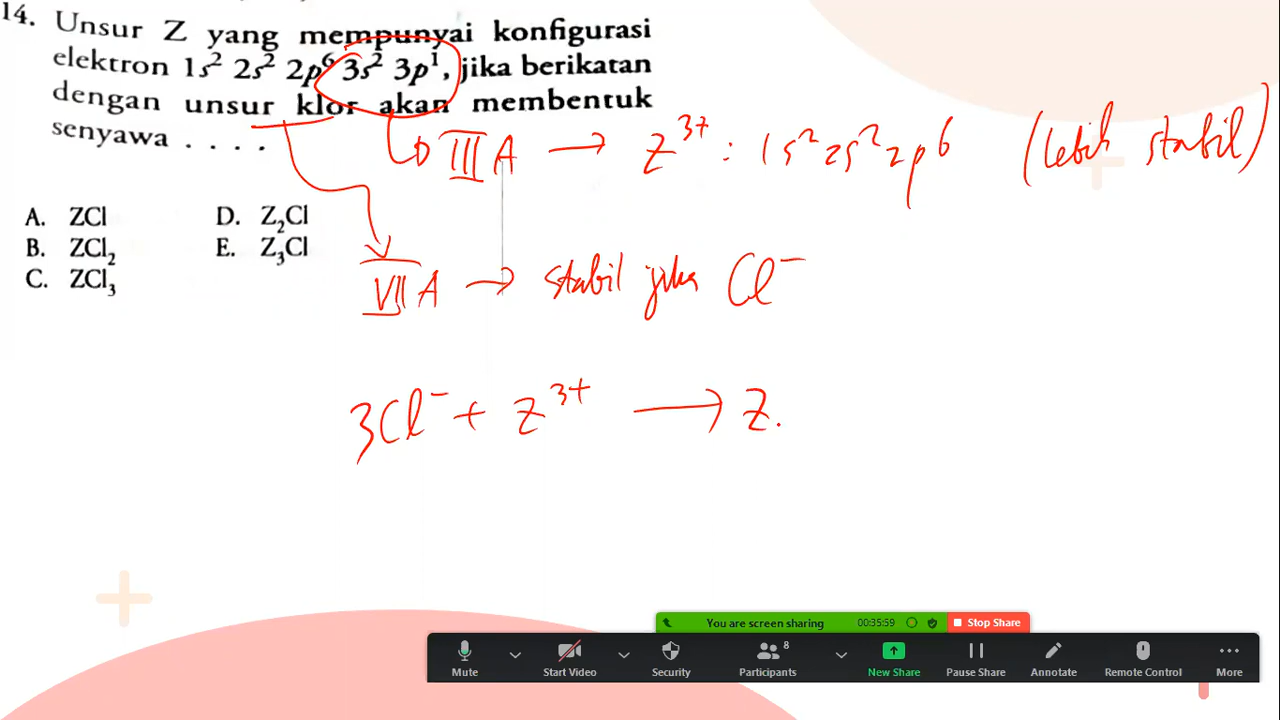 14. Unsur Z yang mempunyai konfigurasi
elektron 1s² 2s² 2p⁶ 3s² 3p¹, jika berikatan
dengan unsur klor akan membentuk
senyawa . . . .
III A → Z³⁺ : 1s² 2s² 2p⁶ (lebih stabil)
A. ZCl D. Z₂Cl
B. ZCl₂ E. Z₃Cl
C. ZCl₃
VII A → stabil jika Cl⁻
3Cl⁻ + Z³⁺ → Z.
You are screen sharing 00:35:59 Stop Share
Mute Start Video Security Participants 8 New Share Pause Share Annotate Remote Control More